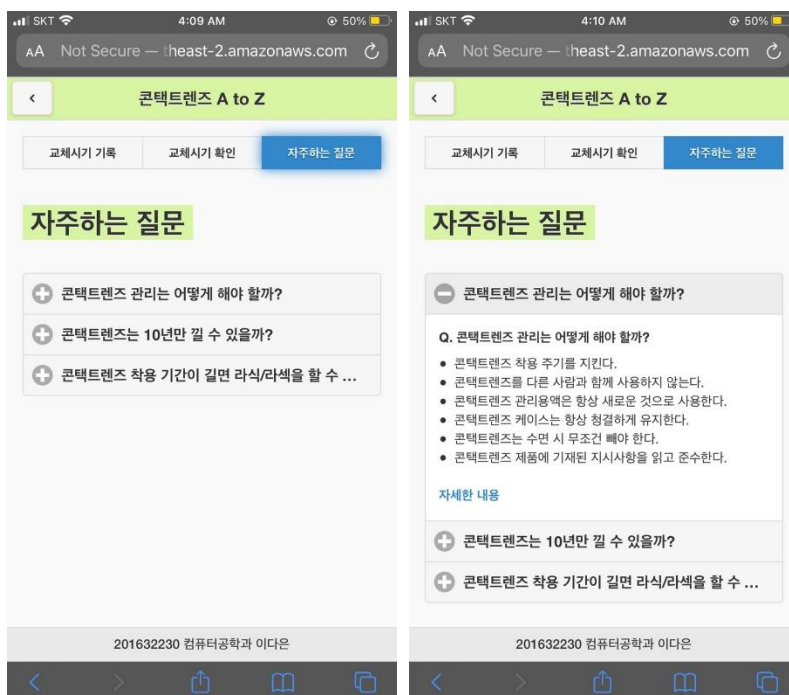 SKT 4:09 AM 50%
AA Not Secure — theast-2.amazonaws.com
콘택트렌즈 A to Z
교체시기 기록 교체시기 확인 자주하는 질문
자주하는 질문
콘택트렌즈 관리는 어떻게 해야 할까?
콘택트렌즈는 10년만 낄 수 있을까?
콘택트렌즈 착용 기간이 길면 라식/라섹을 할 수 ...
201632230 컴퓨터공학과 이다은
SKT 4:10 AM 50%
AA Not Secure — theast-2.amazonaws.com
콘택트렌즈 A to Z
교체시기 기록 교체시기 확인 자주하는 질문
자주하는 질문
콘택트렌즈 관리는 어떻게 해야 할까?
Q. 콘택트렌즈 관리는 어떻게 해야 할까?
콘택트렌즈 착용 주기를 지킨다.
콘택트렌즈를 다른 사람과 함께 사용하지 않는다.
콘택트렌즈 관리용액은 항상 새로운 것으로 사용한다.
콘택트렌즈 케이스는 항상 청결하게 유지한다.
콘택트렌즈는 수면 시 무조건 빼야 한다.
콘택트렌즈 제품에 기재된 지시사항을 읽고 준수한다.
자세한 내용
콘택트렌즈는 10년만 낄 수 있을까?
콘택트렌즈 착용 기간이 길면 라식/라섹을 할 수 ...
201632230 컴퓨터공학과 이다은